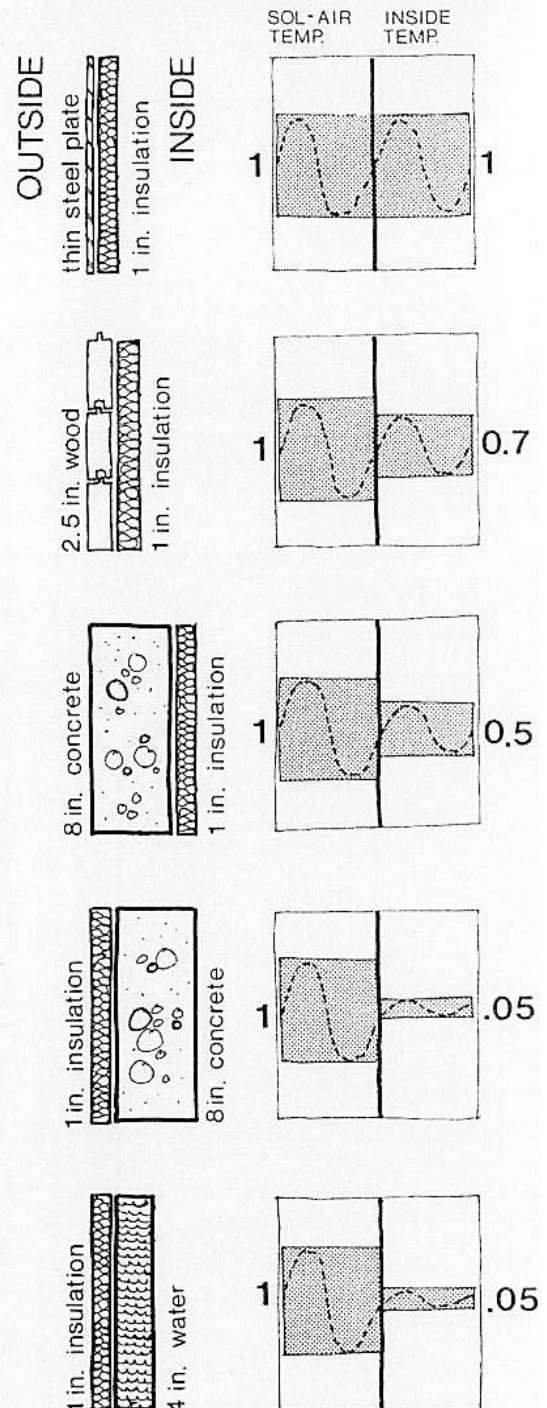 SOL-AIR TEMP.
INSIDE TEMP.
OUTSIDE
thin steel plate
1 in. insulation
INSIDE
1
1
2.5 in. wood
1 in. insulation
1
0.7
8 in. concrete
1 in. insulation
1
0.5
1 in. insulation
8 in. concrete
1
.05
1 in. insulation
4 in. water
1
.05